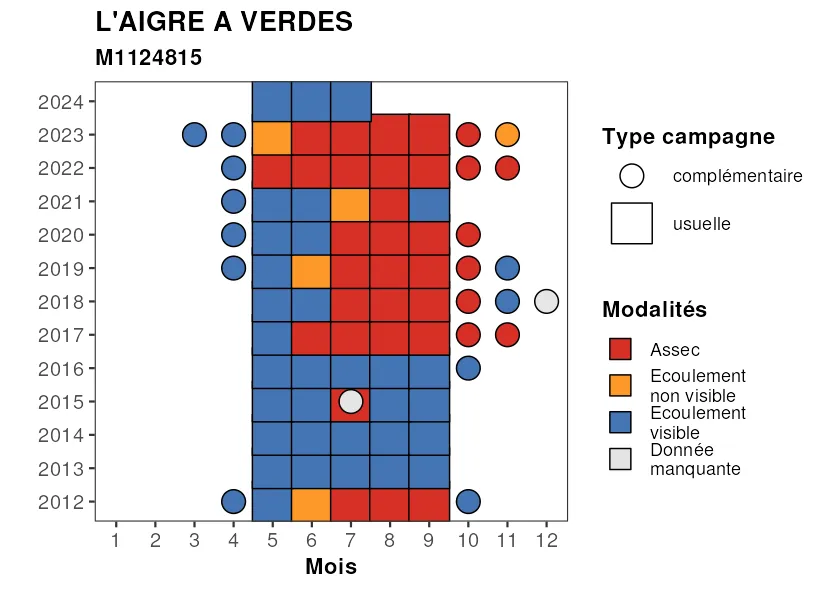 L'AIGRE A VERDES
M1124815
2024
2023
2022
2021
2020
2019
2018
2017
2016
2015
2014
2013
2012
1 2 3 4 5 6 7 8 9 10 11 12
Mois
Type campagne
complémentaire
usuelle
Modalités
Assec
Ecoulement
non visible
Ecoulement
visible
Donnée
manquante